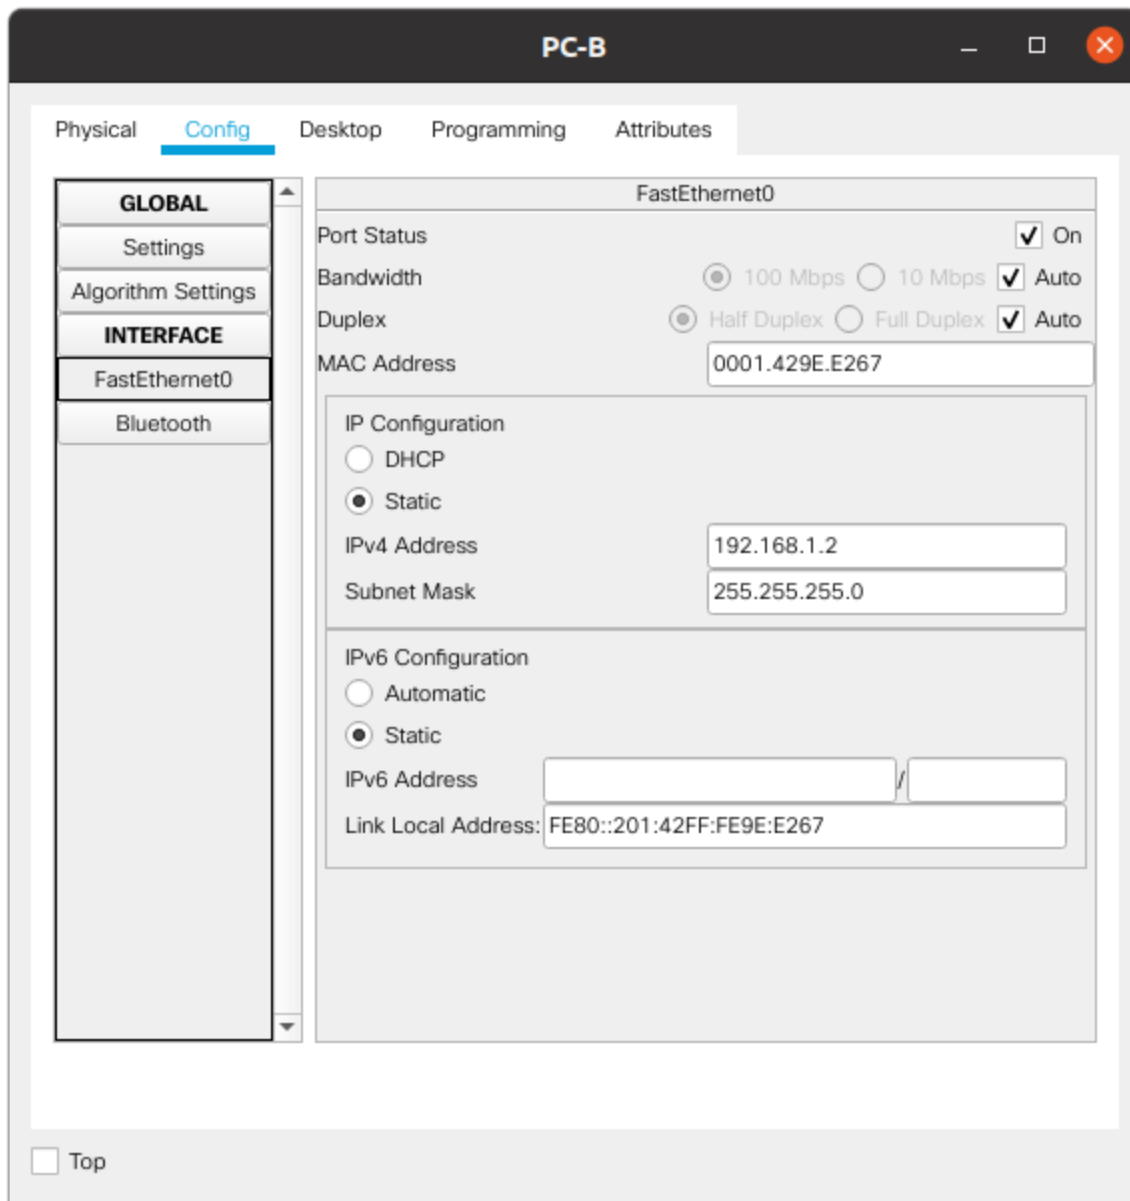 PC-B
Physical Config Desktop Programming Attributes
GLOBAL
Settings
Algorithm Settings
INTERFACE
FastEthernet0
Bluetooth
FastEthernet0
Port Status On
Bandwidth 100 Mbps 10 Mbps Auto
Duplex Half Duplex Full Duplex Auto
MAC Address 0001.429E.E267
IP Configuration
DHCP
Static
IPv4 Address 192.168.1.2
Subnet Mask 255.255.255.0
IPv6 Configuration
Automatic
Static
IPv6 Address /
Link Local Address: FE80::201:42FF:FE9E:E267
Top